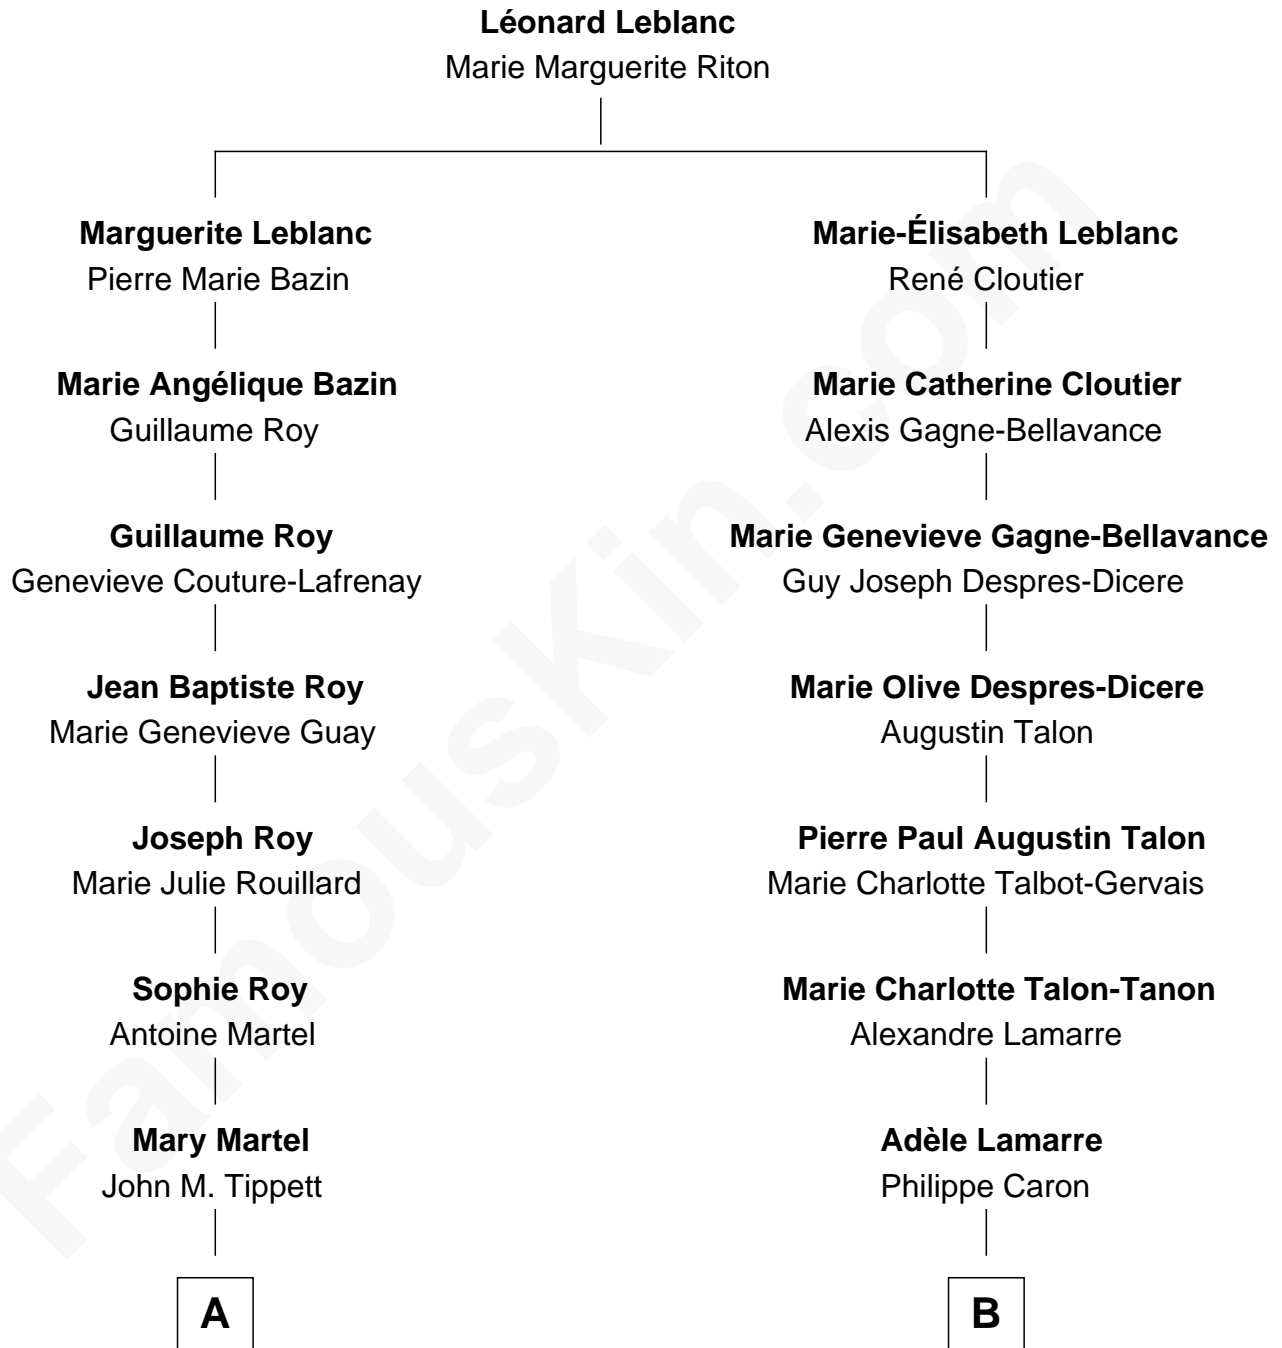 Léonard Leblanc
Marie Marguerite Riton
Marguerite Leblanc
Pierre Marie Bazin
Marie Angélique Bazin
Guillaume Roy
Guillaume Roy
Genevieve Couture-Lafrenay
Jean Baptiste Roy
Marie Genevieve Guay
Joseph Roy
Marie Julie Rouillard
Sophie Roy
Antoine Martel
Mary Martel
John M. Tippett
A
Marie-Élisabeth Leblanc
René Cloutier
Marie Catherine Cloutier
Alexis Gagne-Bellavance
Marie Genevieve Gagne-Bellavance
Guy Joseph Despres-Dicere
Marie Olive Despres-Dicere
Augustin Talon
Pierre Paul Augustin Talon
Marie Charlotte Talbot-Gervais
Marie Charlotte Talon-Tanon
Alexandre Lamarre
Adèle Lamarre
Philippe Caron
B
FamousKin.com